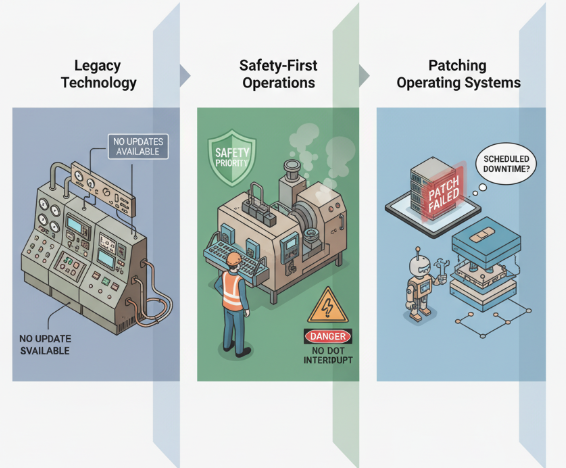 Legacy
Technology
Safety-First
Operations
Patching
Operating Systems
NO UPDATES
AVAILABLE
NO UPDATE
SVAILABLE
SAFETY
PRIORITY
DANGER
NO DOT
INTERIDUPT
SCHEDULED
DOWNTIME?
PATCH
FAILED